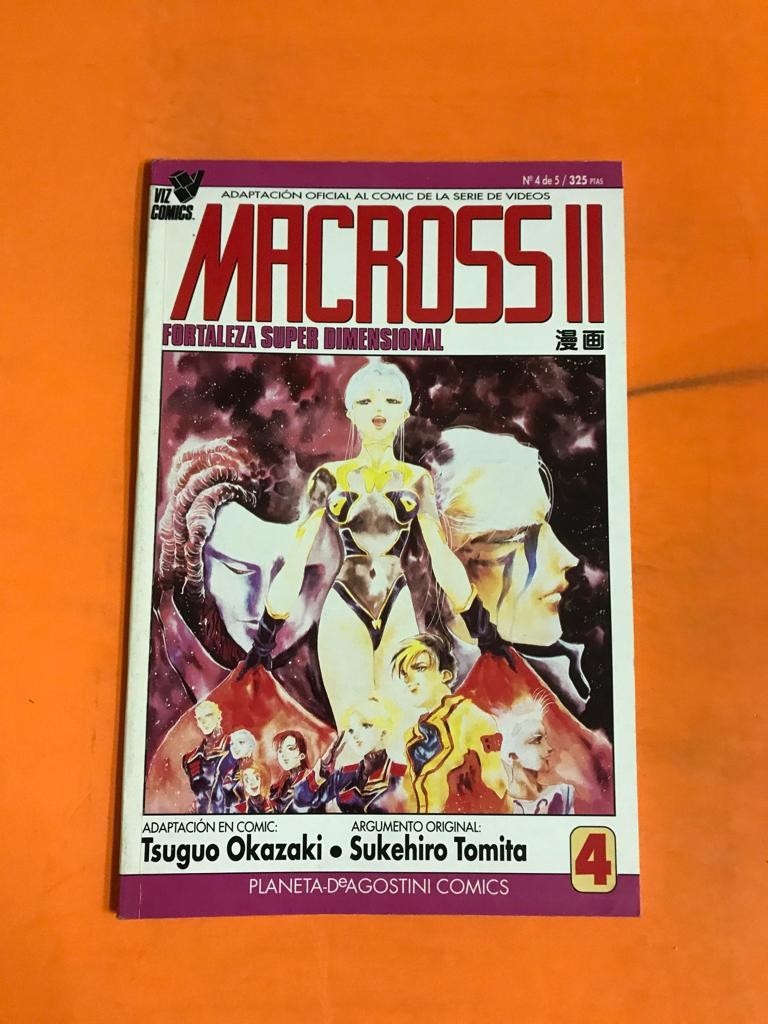 Nº 4 de 5 / 325 PTAS
VIZ
COMICS™
ADAPTACIÓN OFICIAL AL COMIC DE LA SERIE DE VIDEOS
MACROSS II
FORTALEZA SUPER DIMENSIONAL
漫画
ADAPTACIÓN EN COMIC:
ARGUMENTO ORIGINAL:
Tsuguo Okazaki • Sukehiro Tomita
4
PLANETA-DeAGOSTINI COMICS